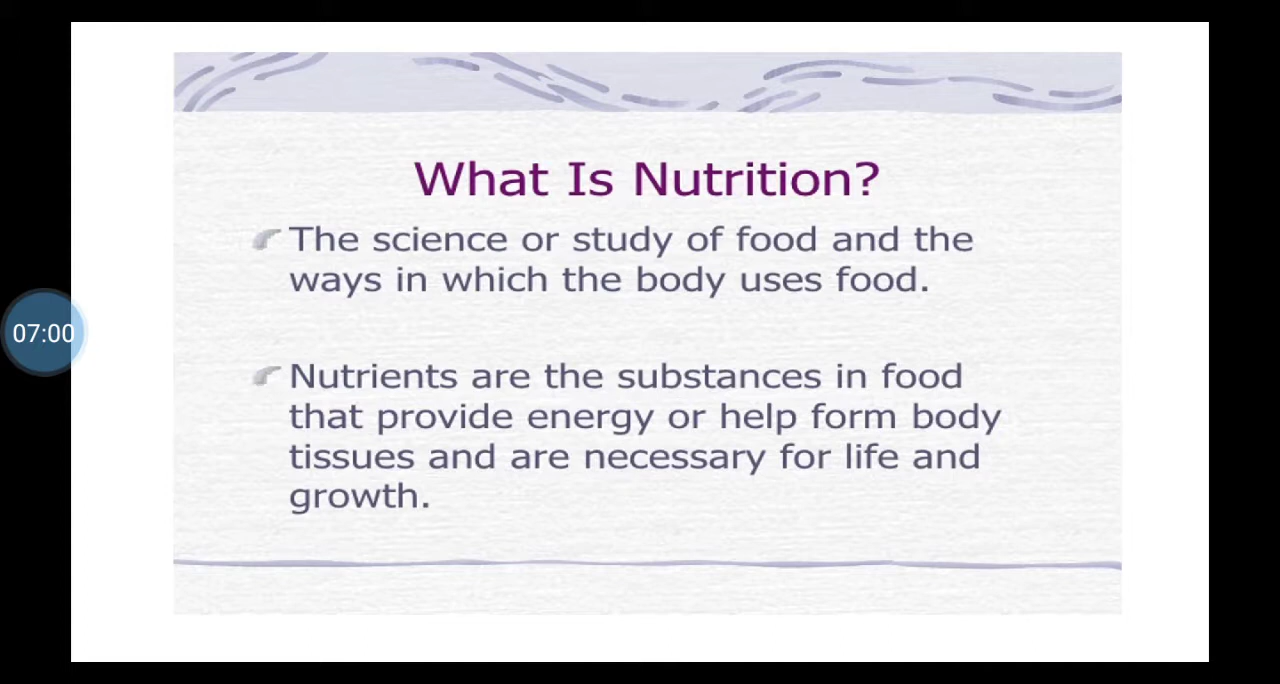 What Is Nutrition?
The science or study of food and the
ways in which the body uses food.
07:00
Nutrients are the substances in food
that provide energy or help form body
tissues and are necessary for life and
growth.